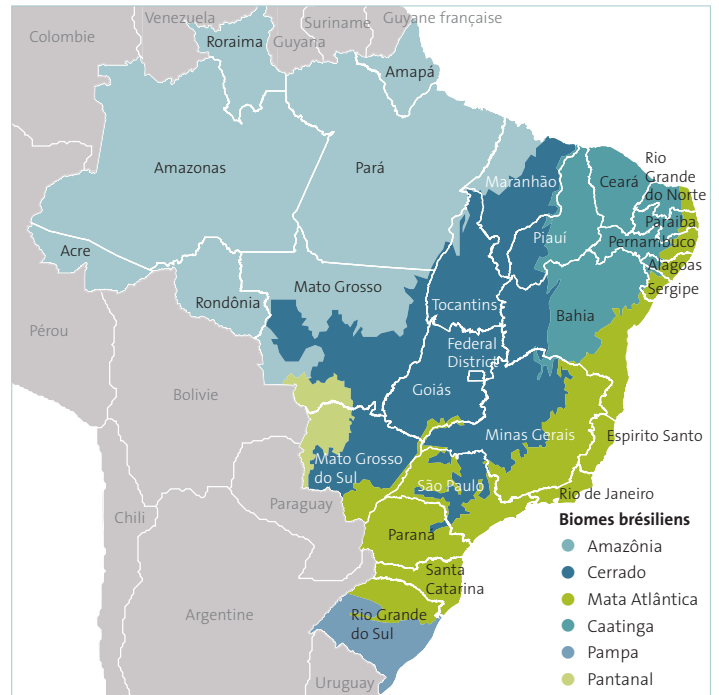 Guyane française
Venezuela
Suriname
Colombie
Roraima
Guyana
Amapá
Rio
Grande
do Norte
Amazonas
Pará
Maranhão
Ceará
Paraiba
Piauí
Pernambuco
Acre
Mato Grosso
Alagoas
Sergipe
Rondônia
Tocantins
Bahia
Pérou
Federal
District
Bolivie
Goiás
Minas Gerais
Espirito Santo
Mato Grosso
do Sul
São Paulo
Rio de Janeiro
Paraguay
Chili
Paraná
Santa
Catarina
Argentine
Rio Grande
do Sul
Uruguay
Biomes brésiliens
Amazônia
Cerrado
Mata Atlântica
Caatinga
Pampa
Pantanal